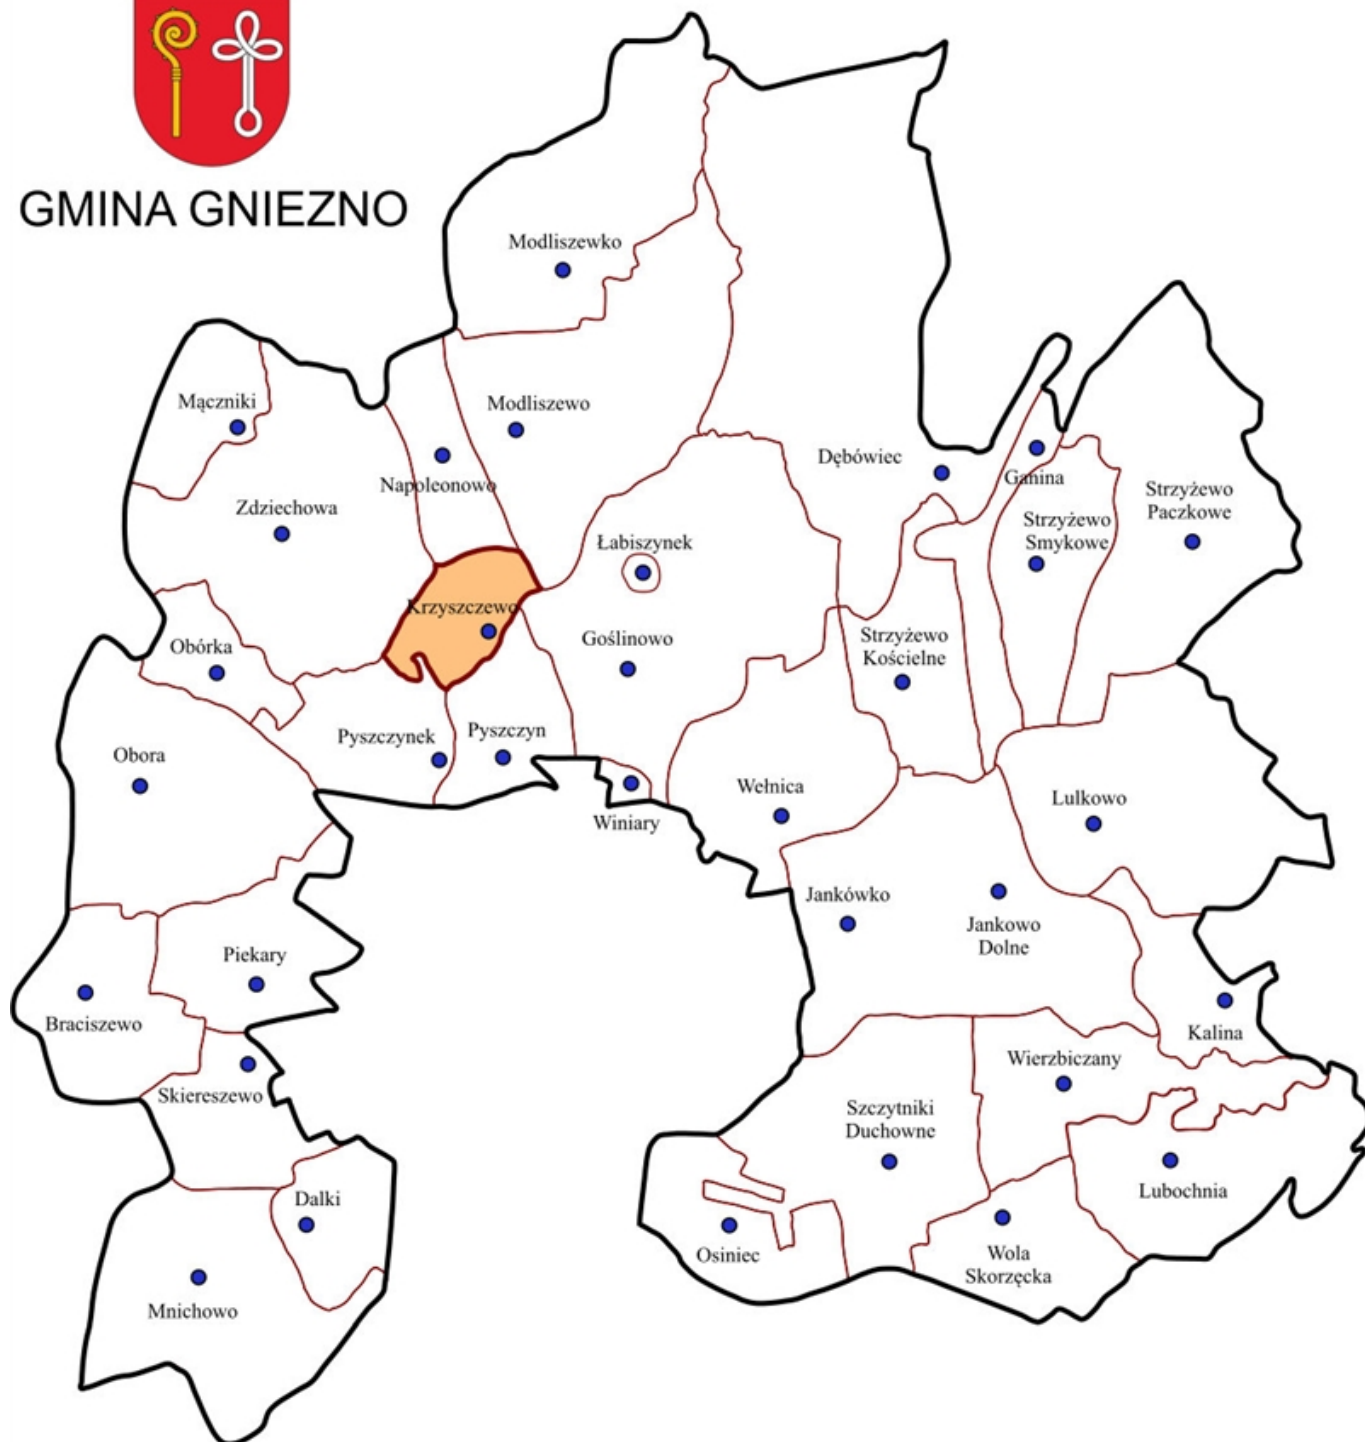 GMINA GNIEZNO
Modliszewko
Mączniki
Modliszewo
Dębówiec
Napoleonowo
Ganina
Zdziechowa
Strzyżewo
Paczkowe
Strzyżewo
Smykowe
Łabiszynek
Krzyszczewo
Obórka
Goślinowo
Strzyżewo
Kościelne
Pyszczynek
Pyszczyn
Obora
Wełnica
Lulkowo
Winiary
Jankówko
Jankowo
Dolne
Piekary
Braciszewo
Kalina
Wierzbiczany
Skiereszewo
Szczytniki
Duchowne
Dalki
Lubochnia
Osiniec
Wola
Skorzęcka
Mnichowo